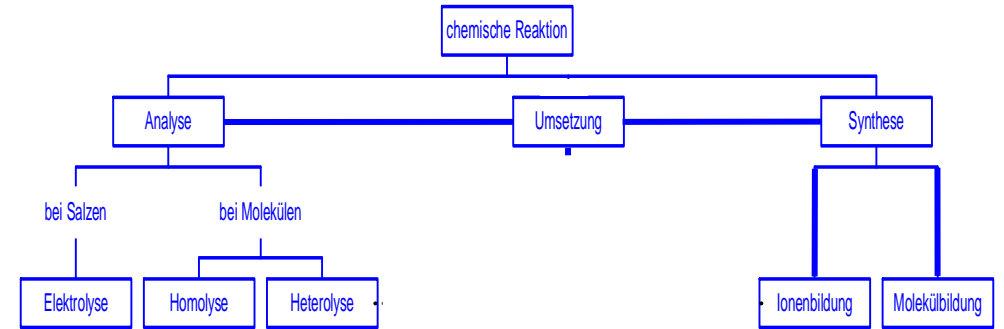 chemische Reaktion
Analyse
Umsetzung
Synthese
bei Salzen
bei Molekülen
Elektrolyse
Homolyse
Heterolyse
Ionenbildung
Molekülbildung